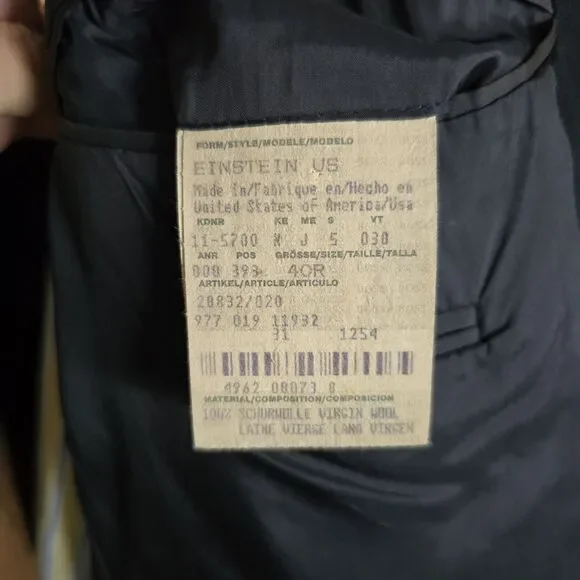 FORM/STYLE/MODELE/MODELO
EINSTEIN US
Made in/Fabrique en/Hecho en
United States of America/Usa
KDNR KE ME S VT
11-5700 N J 5 030
ANR POS GRÖSSE/SIZE/TAILLE/TALLA
008 393 40R
ARTIKEL/ARTICLE/ARTICULO
20832/020
977 019 11932
31 1254
4962 08073 8
MATERIAL/COMPOSITION/COMPOSICION
100% SCHURWOLLE VIRGIN WOOL
LAINE VIERGE LANA VIRGEN